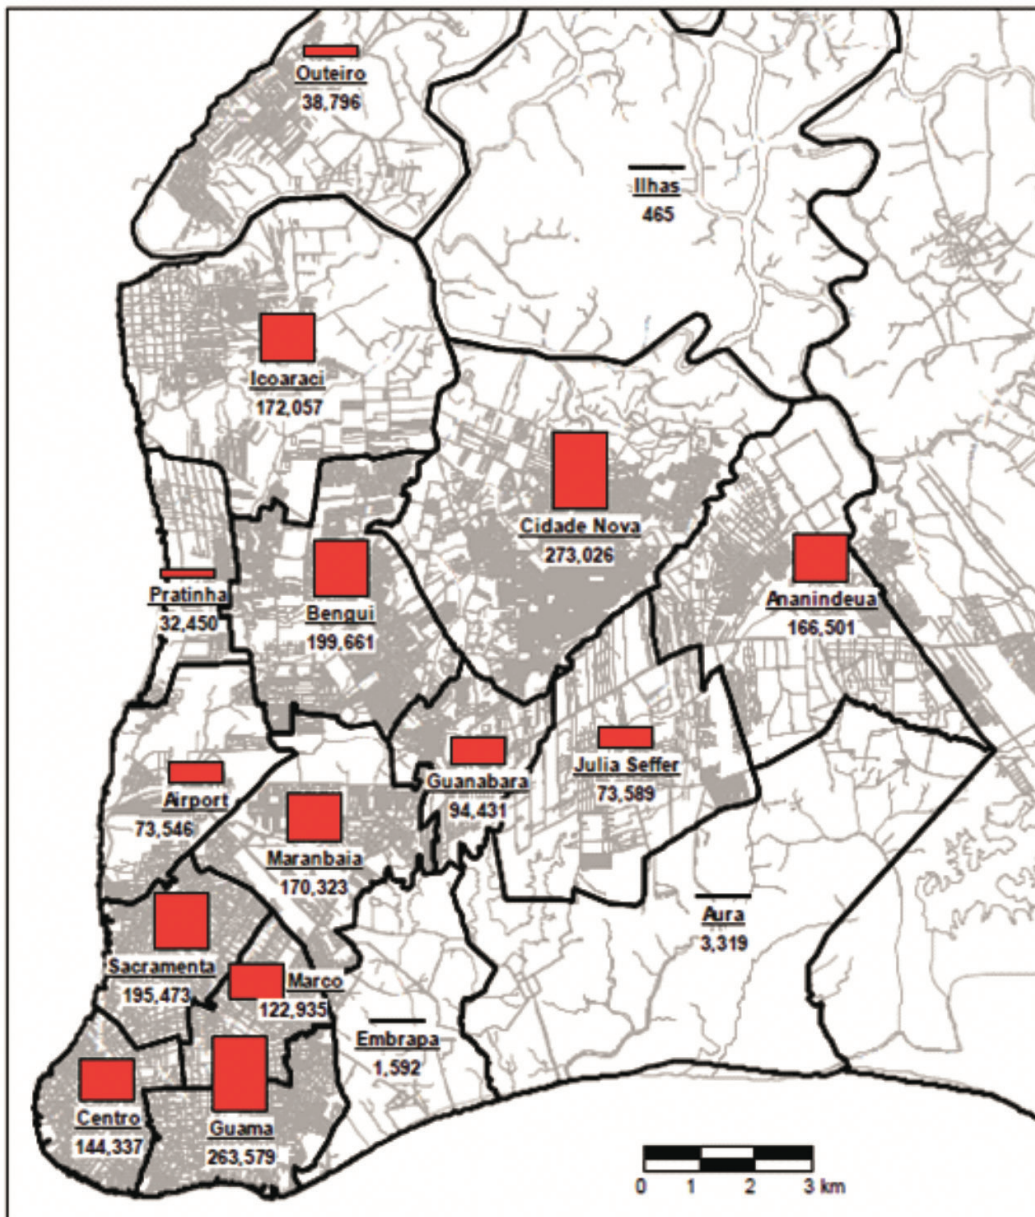 Outeiro
38,796
Ilhas
465
Icoaraci
172,057
Cidade Nova
273,026
Pratinha
32,450
Bengui
199,661
Ananindeua
166,501
Airport
73,546
Guanabara
94,431
Julia Seffer
73,589
Maranbaia
170,323
Aura
3,319
Sacramenta
195,473
Marco
122,935
Embrapa
1,592
Centro
144,337
Guama
263,579
0 1 2 3 km